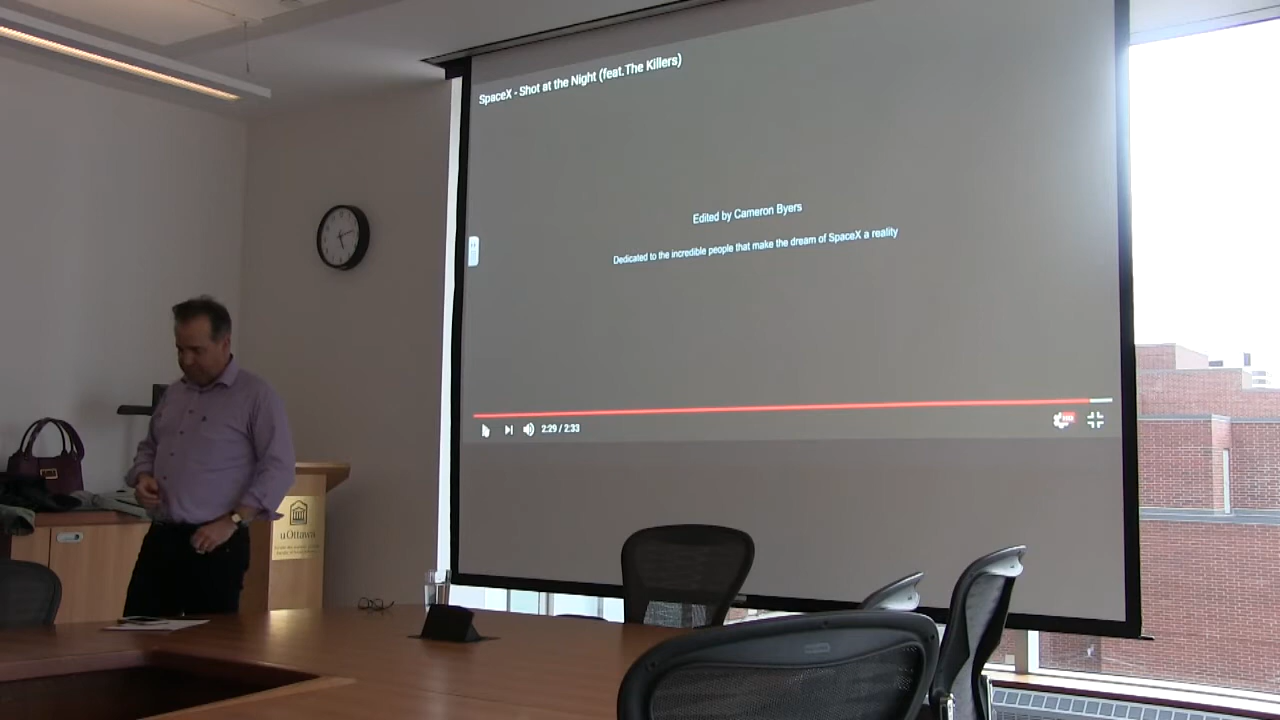 SpaceX - Shot at the Night (feat.The Killers)
Edited by Cameron Byers
Dedicated to the incredible people that make the dream of SpaceX a reality
2:29 / 2:33
HD
uOttawa